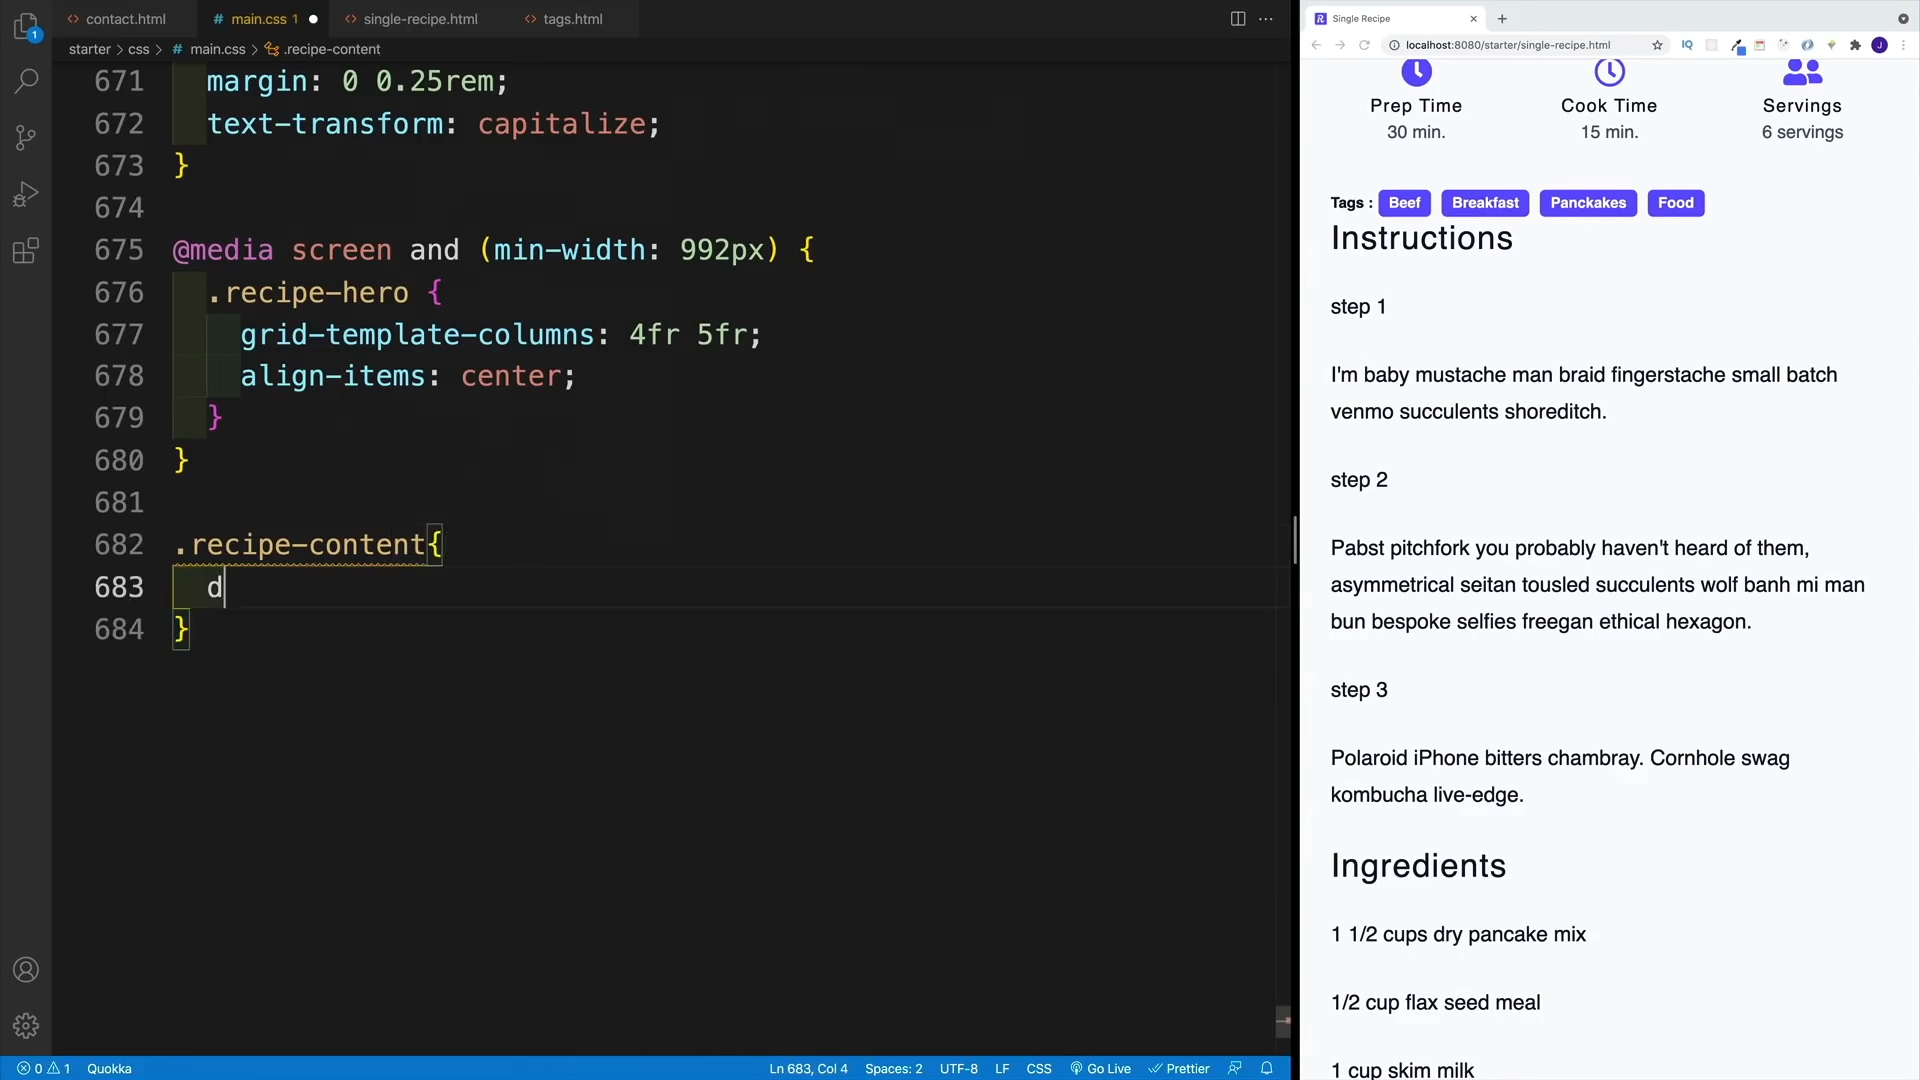 contact.html
# main.css 1
single-recipe.html
tags.html
starter > css > # main.css > .recipe-content
671 margin: 0 0.25rem;
672 text-transform: capitalize;
673 }
674
675 @media screen and (min-width: 992px) {
676 .recipe-hero {
677 grid-template-columns: 4fr 5fr;
678 align-items: center;
679 }
680 }
681
682 .recipe-content{
683 d
684 }
1
0 1 Quokka
Ln 683, Col 4 Spaces: 2 UTF-8 LF CSS Go Live Prettier
Single Recipe
localhost:8080/starter/single-recipe.html
IQ
J
Prep Time
30 min.
Cook Time
15 min.
Servings
6 servings
Tags : Beef Breakfast Panckakes Food
Instructions
step 1
I'm baby mustache man braid fingerstache small batch
venmo succulents shoreditch.
step 2
Pabst pitchfork you probably haven't heard of them,
asymmetrical seitan tousled succulents wolf banh mi man
bun bespoke selfies freegan ethical hexagon.
step 3
Polaroid iPhone bitters chambray. Cornhole swag
kombucha live-edge.
Ingredients
1 1/2 cups dry pancake mix
1/2 cup flax seed meal
1 cup skim milk